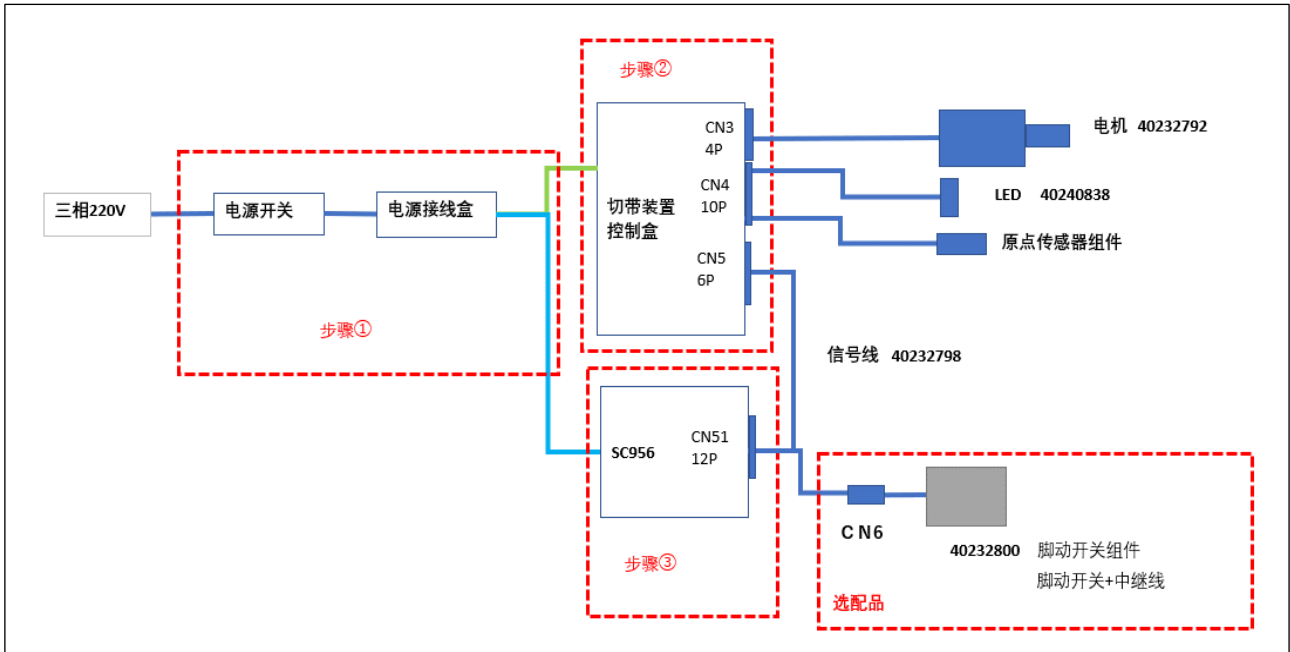 步骤②
CN3
4P
电机 40232792
CN4
10P
LED 40240838
三相220V
电源开关
电源接线盒
切带装置
控制盒
原点传感器组件
CN5
6P
步骤①
信号线 40232798
SC956
CN51
12P
CN6
40232800 脚动开关组件
脚动开关+中继线
步骤③
选配品